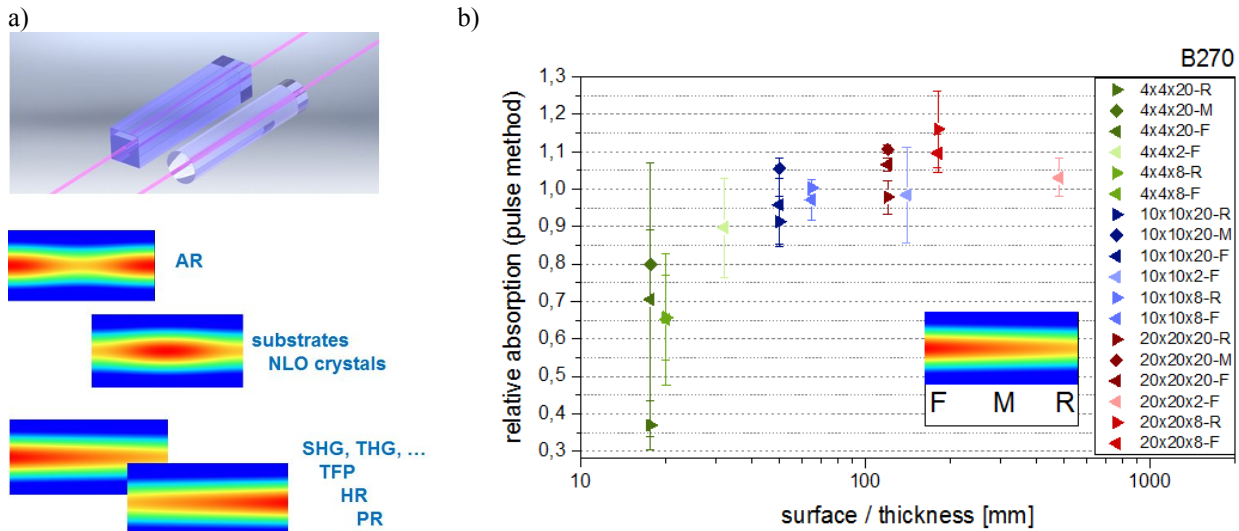 a)
AR
substrates
NLO crystals
SHG, THG, …
TFP
HR
PR
b)
B270
relative absorption (pulse method)
1,3
1,2
1,1
1,0
0,9
0,8
0,7
0,6
0,5
0,4
0,3
10
100
1000
surface / thickness [mm]
4x4x20-R
4x4x20-M
4x4x20-F
4x4x2-F
4x4x8-R
4x4x8-F
10x10x20-R
10x10x20-M
10x10x20-F
10x10x2-F
10x10x8-R
10x10x8-F
20x20x20-R
20x20x20-M
20x20x20-F
20x20x2-F
20x20x8-R
20x20x8-F
F M R